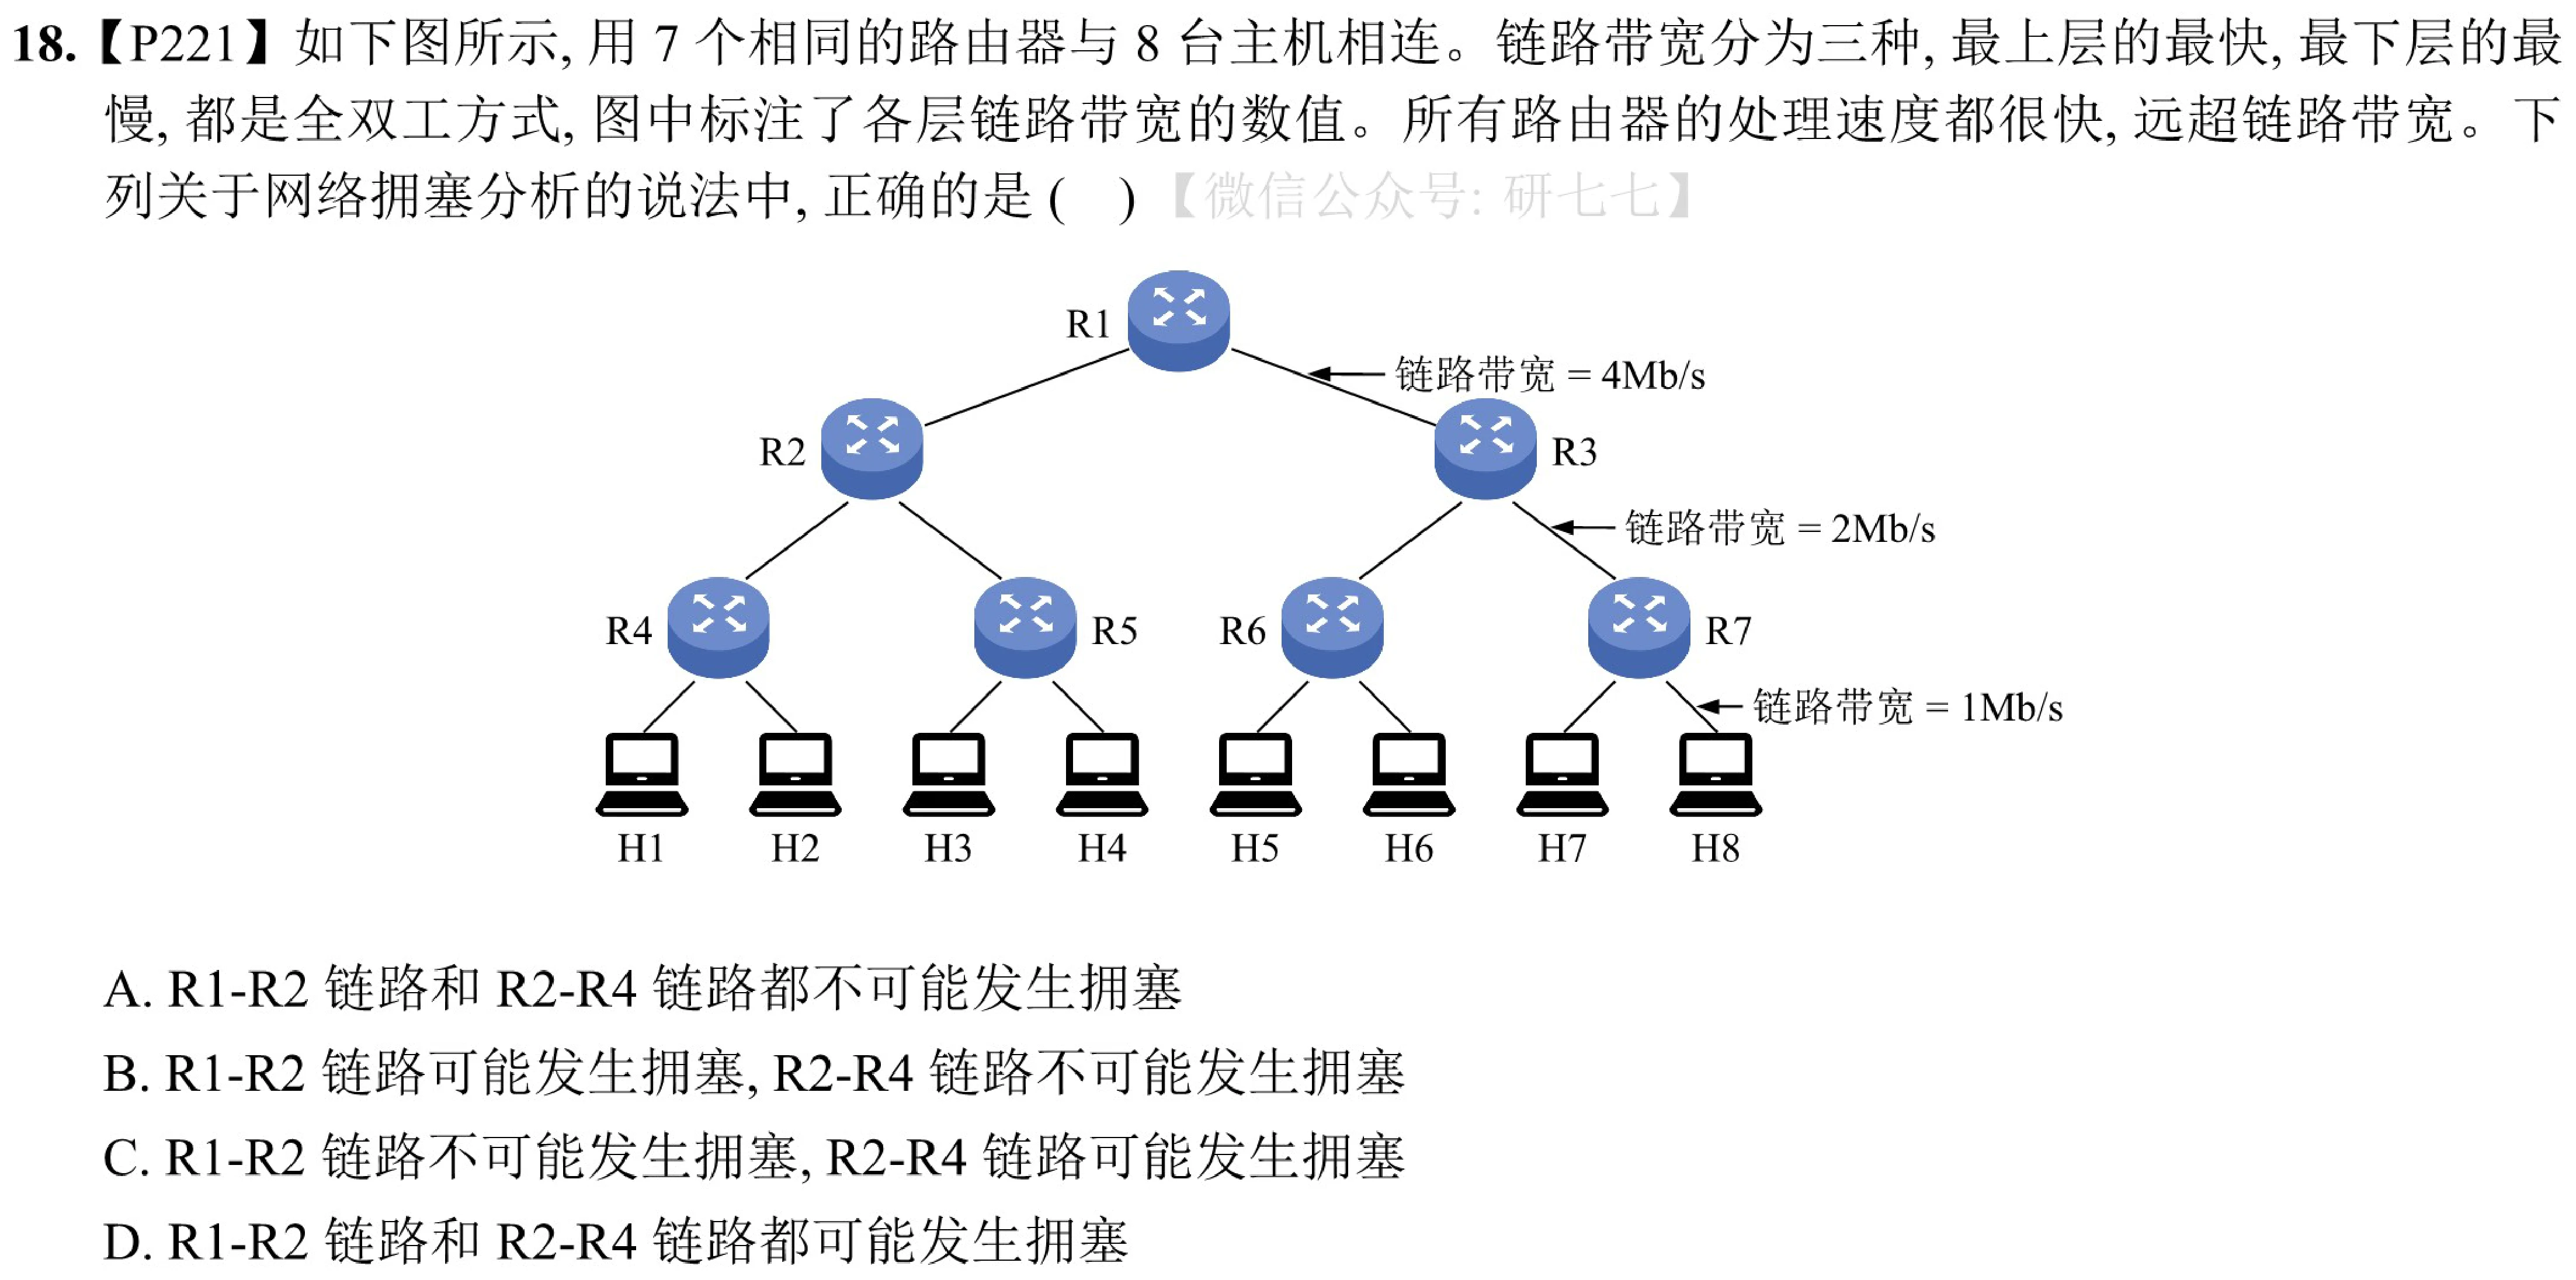 18.【P221】如下图所示, 用 7 个相同的路由器与 8 台主机相连。链路带宽分为三种, 最上层的最快, 最下层的最
慢, 都是全双工方式, 图中标注了各层链路带宽的数值。所有路由器的处理速度都很快, 远超链路带宽。下
列关于网络拥塞分析的说法中, 正确的是 (    )【微信公众号: 研七七】
R1
链路带宽 = 4Mb/s
R2
R3
链路带宽 = 2Mb/s
R4
R5
R6
R7
链路带宽 = 1Mb/s
H1
H2
H3
H4
H5
H6
H7
H8
A. R1-R2 链路和 R2-R4 链路都不可能发生拥塞
B. R1-R2 链路可能发生拥塞, R2-R4 链路不可能发生拥塞
C. R1-R2 链路不可能发生拥塞, R2-R4 链路可能发生拥塞
D. R1-R2 链路和 R2-R4 链路都可能发生拥塞